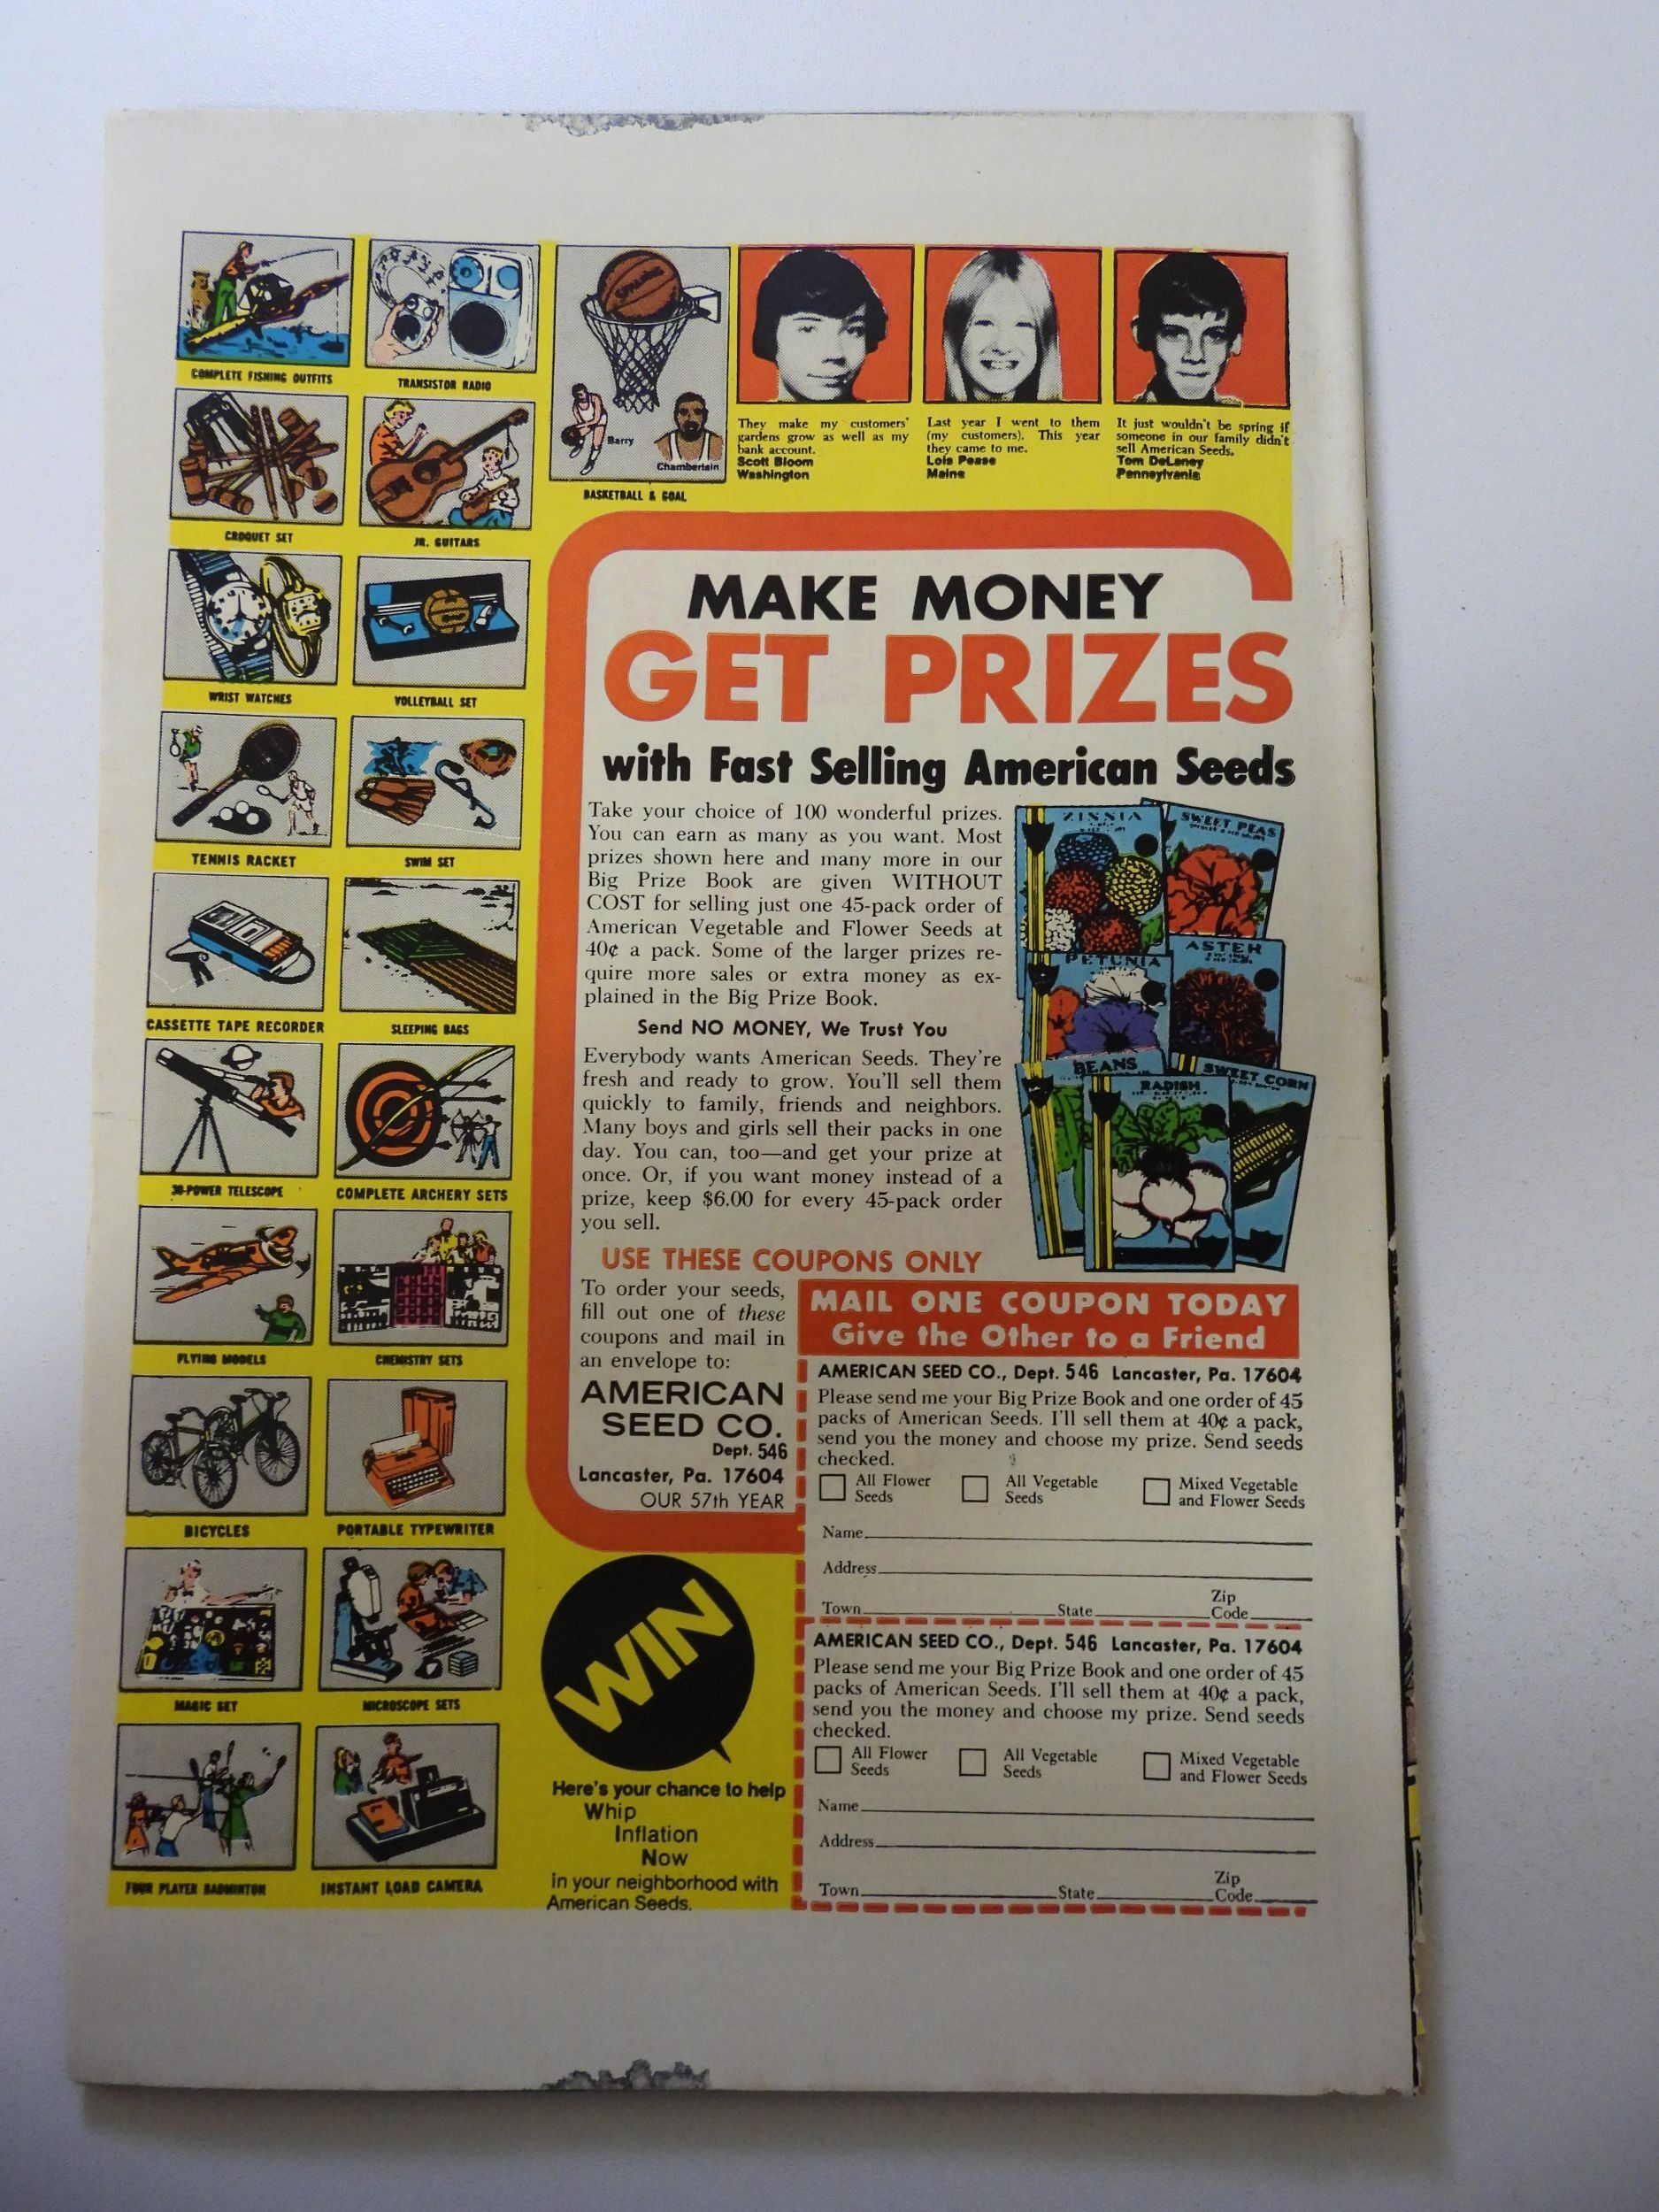 COMPLETE FISHING OUTFITS
TRANSISTOR RADIO
Spalding
Barry
Chamberlain
BASKETBALL & GOAL
They make my customers'
gardens grow as well as my
bank account.
Scott Bloom
Washington
Last year I went to them
(my customers). This year
they came to me.
Lois Pease
Maine
It just wouldn't be spring if
someone in our family didn't
sell American Seeds.
Tom DeLaney
Pennsylvania
CROQUET SET
JR. GUITARS
WRIST WATCHES
VOLLEYBALL SET
TENNIS RACKET
SWIM SET
CASSETTE TAPE RECORDER
SLEEPING BAGS
30-POWER TELESCOPE
COMPLETE ARCHERY SETS
FLYING MODELS
CHEMISTRY SETS
BICYCLES
PORTABLE TYPEWRITER
MAGIC SET
MICROSCOPE SETS
FOUR PLAYER BADMINTON
INSTANT LOAD CAMERA
MAKE MONEY
GET PRIZES
with Fast Selling American Seeds
Take your choice of 100 wonderful prizes.
You can earn as many as you want. Most
prizes shown here and many more in our
Big Prize Book are given WITHOUT
COST for selling just one 45-pack order of
American Vegetable and Flower Seeds at
40¢ a pack. Some of the larger prizes re-
quire more sales or extra money as ex-
plained in the Big Prize Book.
Send NO MONEY, We Trust You
Everybody wants American Seeds. They're
fresh and ready to grow. You'll sell them
quickly to family, friends and neighbors.
Many boys and girls sell their packs in one
day. You can, too—and get your prize at
once. Or, if you want money instead of a
prize, keep $6.00 for every 45-pack order
you sell.
ZINNIA
SWEET PEAS
PETUNIA
ASTER
BEANS
RADISH
SWEET CORN
USE THESE COUPONS ONLY
To order your seeds,
fill out one of these
coupons and mail in
an envelope to:
AMERICAN
SEED CO.
Dept. 546
Lancaster, Pa. 17604
OUR 57th YEAR
MAIL ONE COUPON TODAY
Give the Other to a Friend
AMERICAN SEED CO., Dept. 546 Lancaster, Pa. 17604
Please send me your Big Prize Book and one order of 45
packs of American Seeds. I'll sell them at 40¢ a pack,
send you the money and choose my prize. Send seeds
checked.
All Flower
Seeds
All Vegetable
Seeds
Mixed Vegetable
and Flower Seeds
Name
Address
Town State Zip Code
AMERICAN SEED CO., Dept. 546 Lancaster, Pa. 17604
Please send me your Big Prize Book and one order of 45
packs of American Seeds. I'll sell them at 40¢ a pack,
send you the money and choose my prize. Send seeds
checked.
All Flower
Seeds
All Vegetable
Seeds
Mixed Vegetable
and Flower Seeds
Name
Address
Town State Zip Code
WIN
Here's your chance to help
Whip
Inflation
Now
in your neighborhood with
American Seeds.